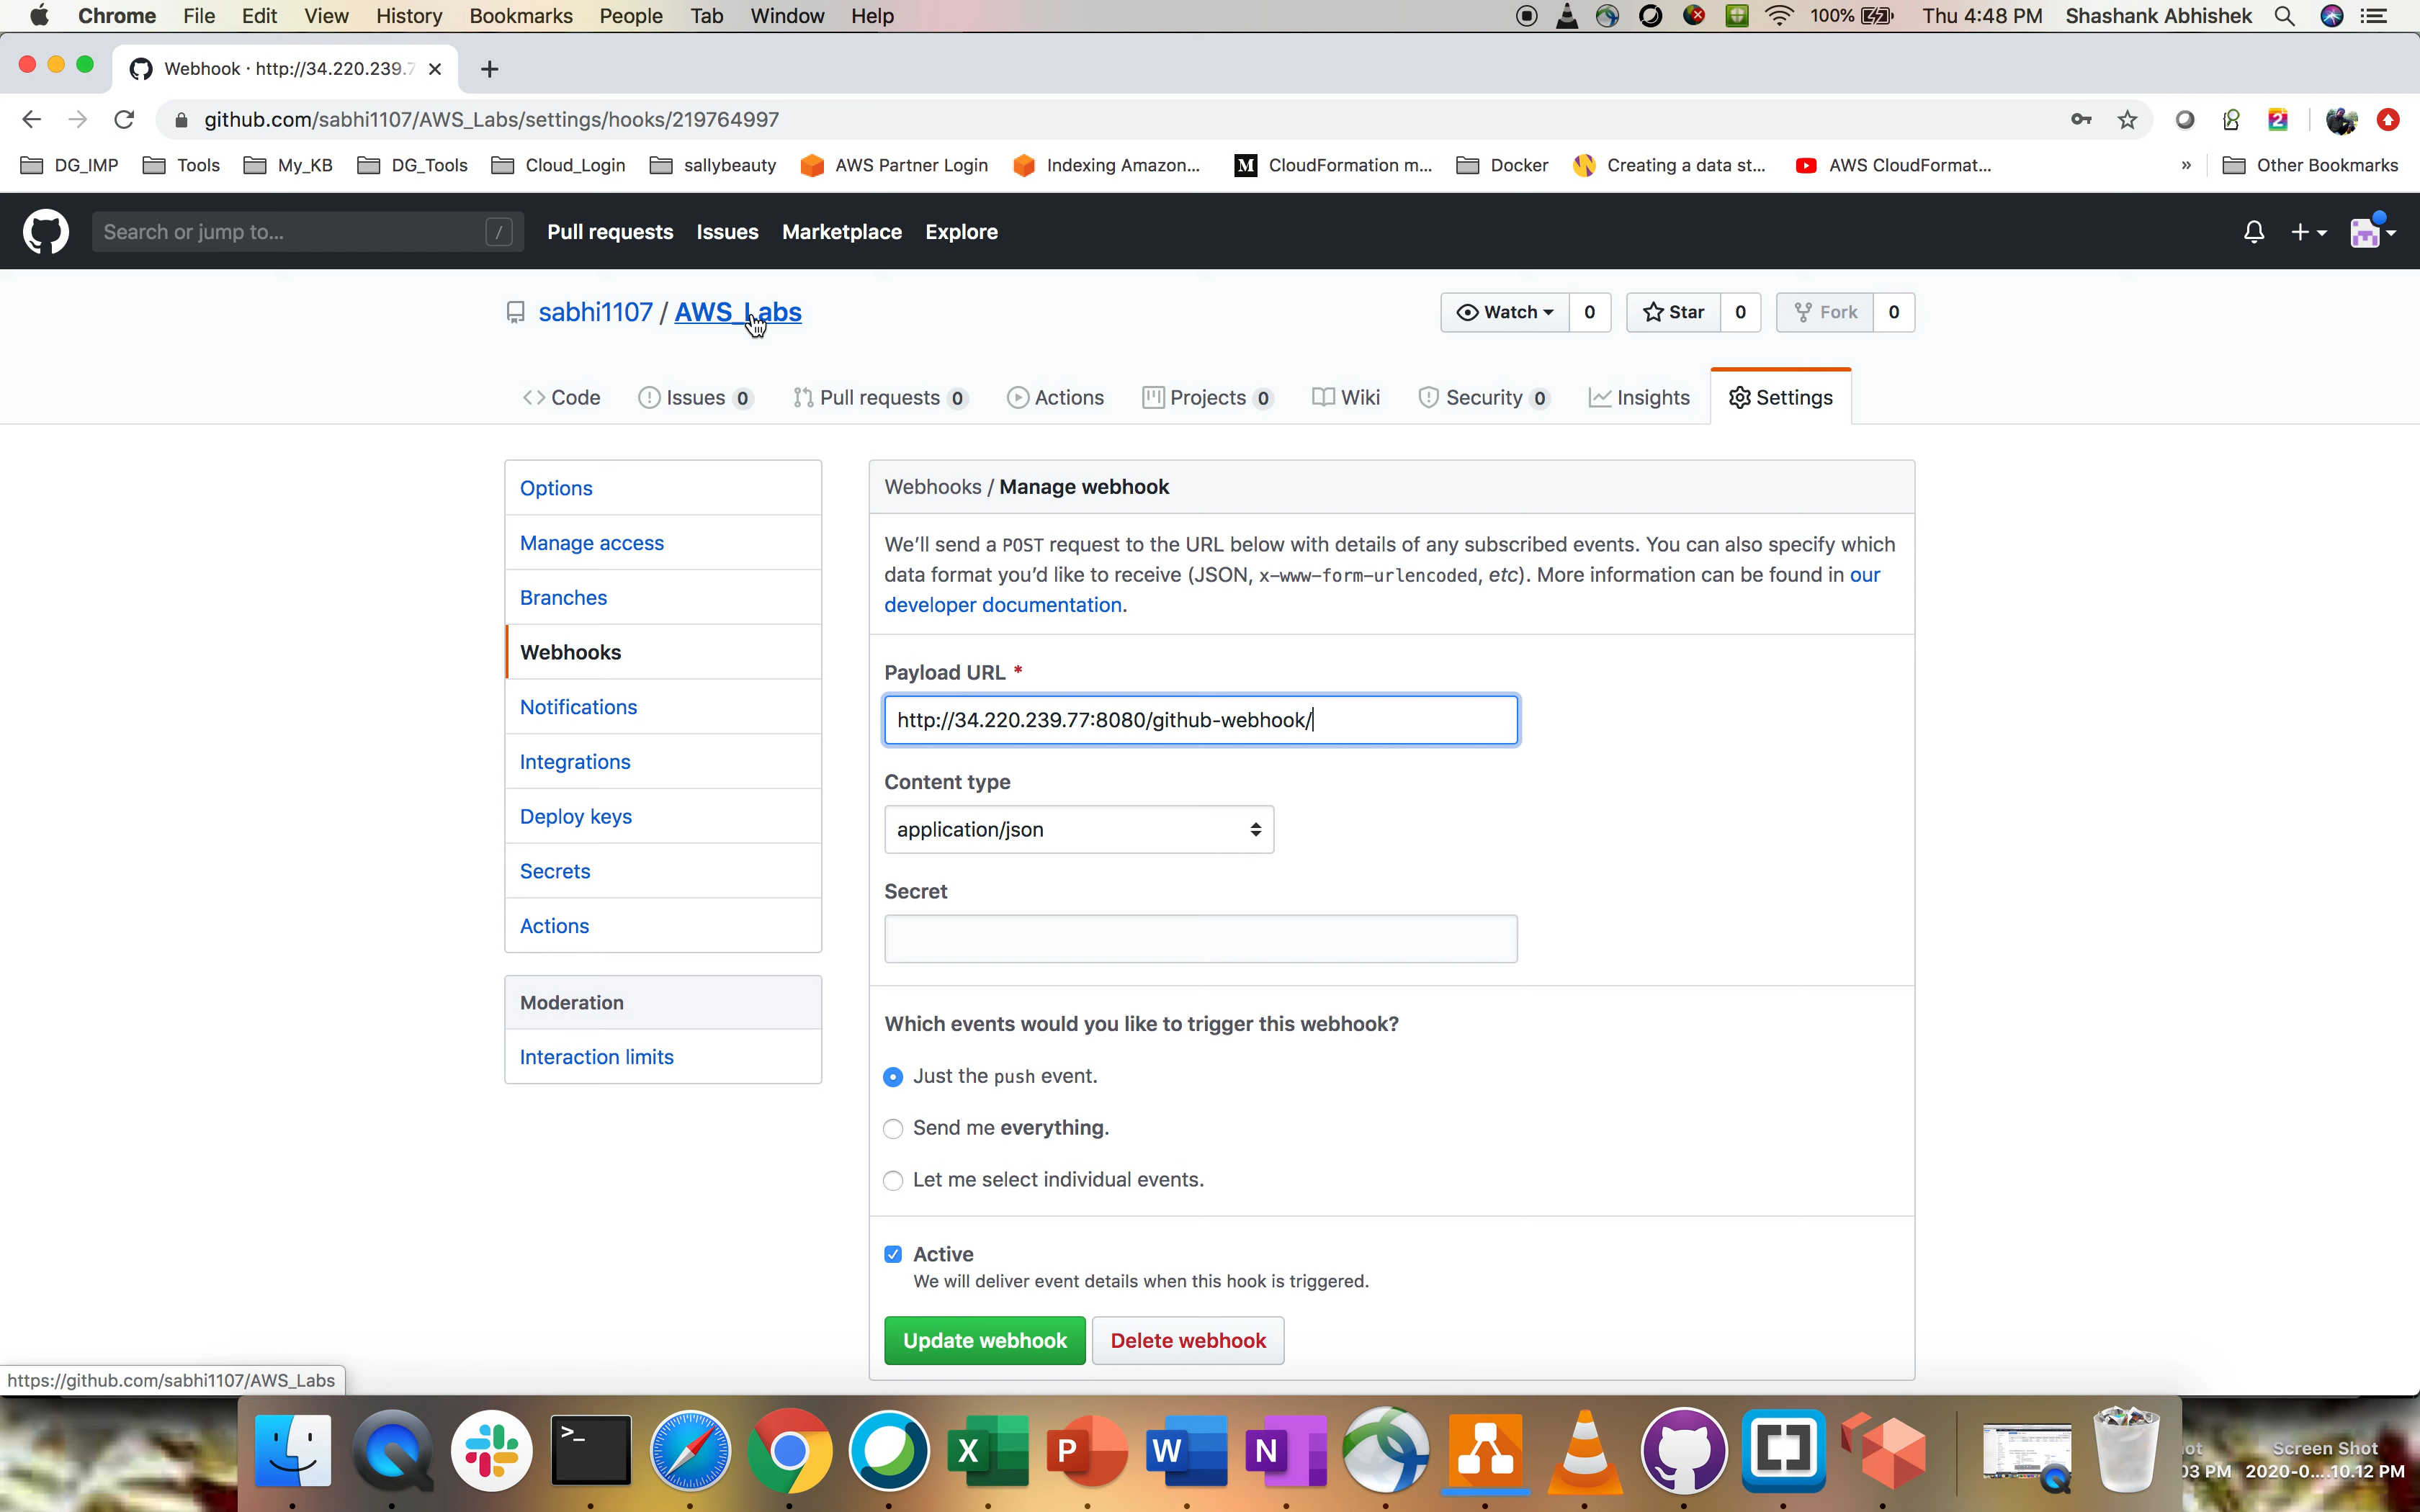 Chrome File Edit View History Bookmarks People Tab Window Help 100% Thu 4:48 PM Shashank Abhishek
Webhook · http://34.220.239.7
github.com/sabhi1107/AWS_Labs/settings/hooks/219764997
DG_IMP Tools My_KB DG_Tools Cloud_Login sallybeauty AWS Partner Login Indexing Amazon... M CloudFormation m... Docker Creating a data st... AWS CloudFormat... » Other Bookmarks
Search or jump to... / Pull requests Issues Marketplace Explore
sabhi1107 / AWS_Labs Watch 0 Star 0 Fork 0
Code Issues 0 Pull requests 0 Actions Projects 0 Wiki Security 0 Insights Settings
Options
Manage access
Branches
Webhooks
Notifications
Integrations
Deploy keys
Secrets
Actions
Moderation
Interaction limits
Webhooks / Manage webhook
We'll send a POST request to the URL below with details of any subscribed events. You can also specify which
data format you'd like to receive (JSON, x-www-form-urlencoded, etc). More information can be found in our
developer documentation.
Payload URL *
http://34.220.239.77:8080/github-webhook/
Content type
application/json
Secret
Which events would you like to trigger this webhook?
Just the push event.
Send me everything.
Let me select individual events.
Active
We will deliver event details when this hook is triggered.
Update webhook Delete webhook
https://github.com/sabhi1107/AWS_Labs
>_ X P W N
ot Screen Shot
03 PM 2020-0....10.12 PM